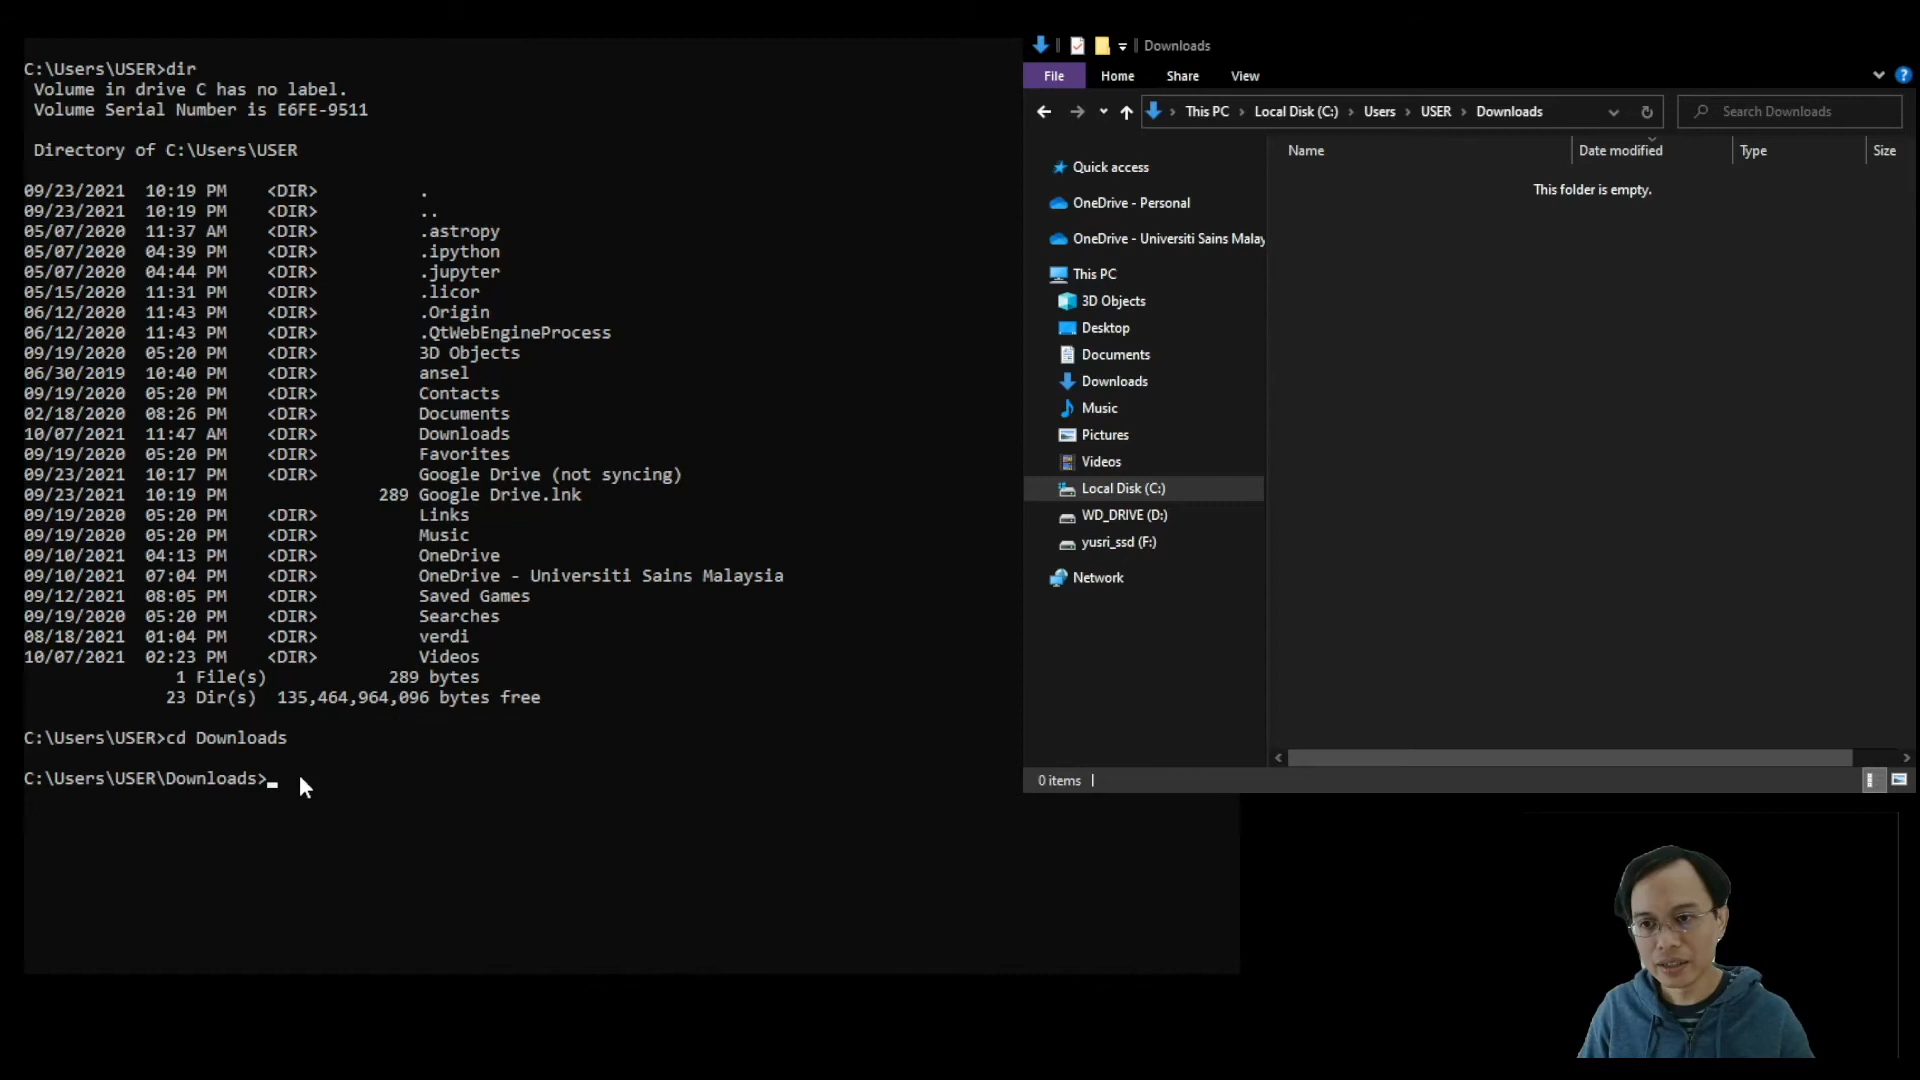 C:\Users\USER>dir
Volume in drive C has no label.
Volume Serial Number is E6FE-9511
Directory of C:\Users\USER
09/23/2021 10:19 PM <DIR> .
09/23/2021 10:19 PM <DIR> ..
05/07/2020 11:37 AM <DIR> .astropy
05/07/2020 04:39 PM <DIR> .ipython
05/07/2020 04:44 PM <DIR> .jupyter
05/15/2020 11:31 PM <DIR> .licor
06/12/2020 11:43 PM <DIR> .Origin
06/12/2020 11:43 PM <DIR> .QtWebEngineProcess
09/19/2020 05:20 PM <DIR> 3D Objects
06/30/2019 10:40 PM <DIR> ansel
09/19/2020 05:20 PM <DIR> Contacts
02/18/2020 08:26 PM <DIR> Documents
10/07/2021 11:47 AM <DIR> Downloads
09/19/2020 05:20 PM <DIR> Favorites
09/23/2021 10:17 PM <DIR> Google Drive (not syncing)
09/23/2021 10:19 PM 289 Google Drive.lnk
09/19/2020 05:20 PM <DIR> Links
09/19/2020 05:20 PM <DIR> Music
09/10/2021 04:13 PM <DIR> OneDrive
09/10/2021 07:04 PM <DIR> OneDrive - Universiti Sains Malaysia
09/12/2021 08:05 PM <DIR> Saved Games
09/19/2020 05:20 PM <DIR> Searches
08/18/2021 01:04 PM <DIR> verdi
10/07/2021 02:23 PM <DIR> Videos
1 File(s) 289 bytes
23 Dir(s) 135,464,964,096 bytes free
C:\Users\USER>cd Downloads
C:\Users\USER\Downloads>
Downloads
File Home Share View
This PC Local Disk (C:) Users USER Downloads Search Downloads
Name Date modified Type Size
This folder is empty.
Quick access
OneDrive - Personal
OneDrive - Universiti Sains Malay
This PC
3D Objects
Desktop
Documents
Downloads
Music
Pictures
Videos
Local Disk (C:)
WD_DRIVE (D:)
yusri_ssd (F:)
Network
0 items